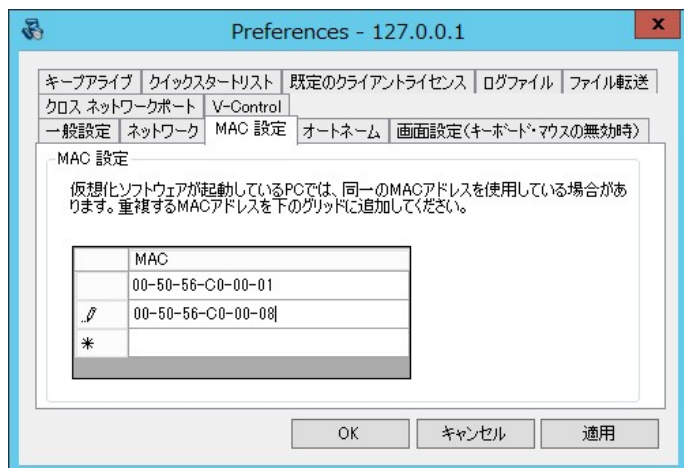 Preferences - 127.0.0.1
x
キープアライブ クイックスタートリスト 既定のクライアントライセンス ログファイル ファイル転送
クロス ネットワークポート V-Control
一般設定 ネットワーク MAC 設定 オートネーム 画面設定(キーボード・マウスの無効時)
MAC 設定
仮想化ソフトウェアが起動しているPCでは、同一のMACアドレスを使用している場合があ
ります。重複するMACアドレスを下のグリッドに追加してください。
MAC
00-50-56-C0-00-01
00-50-56-C0-00-08
*
OK キャンセル 適用